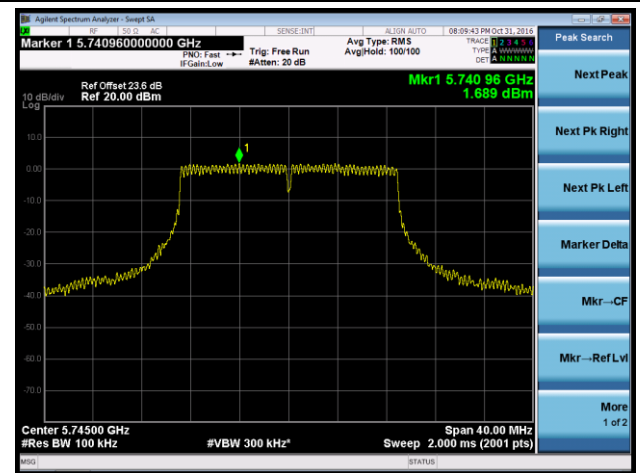 Agilent Spectrum Analyzer - Swept SA
RF 50 Ω AC SENSE:INT ALIGN AUTO 08:09:43 PM Oct 31, 2016
Marker 1 5.740960000000 GHz
PNO: Fast
IFGain:Low
Trig: Free Run
#Atten: 20 dB
Avg Type: RMS
Avg|Hold: 100/100
TRACE 1 2 3 4 5 6
TYPE A WWWWW
DET A N N N N N
Peak Search
Ref Offset 23.6 dB
Ref 20.00 dBm
10 dB/div
Log
Mkr1 5.740 96 GHz
1.689 dBm
Next Peak
10.0
1
Next Pk Right
0.00
-10.0
Next Pk Left
-20.0
Marker Delta
-30.0
-40.0
Mkr→CF
-50.0
-60.0
Mkr→Ref Lvl
-70.0
More
1 of 2
Center 5.74500 GHz
Span 40.00 MHz
#Res BW 100 kHz
#VBW 300 kHz*
Sweep 2.000 ms (2001 pts)
MSG
STATUS